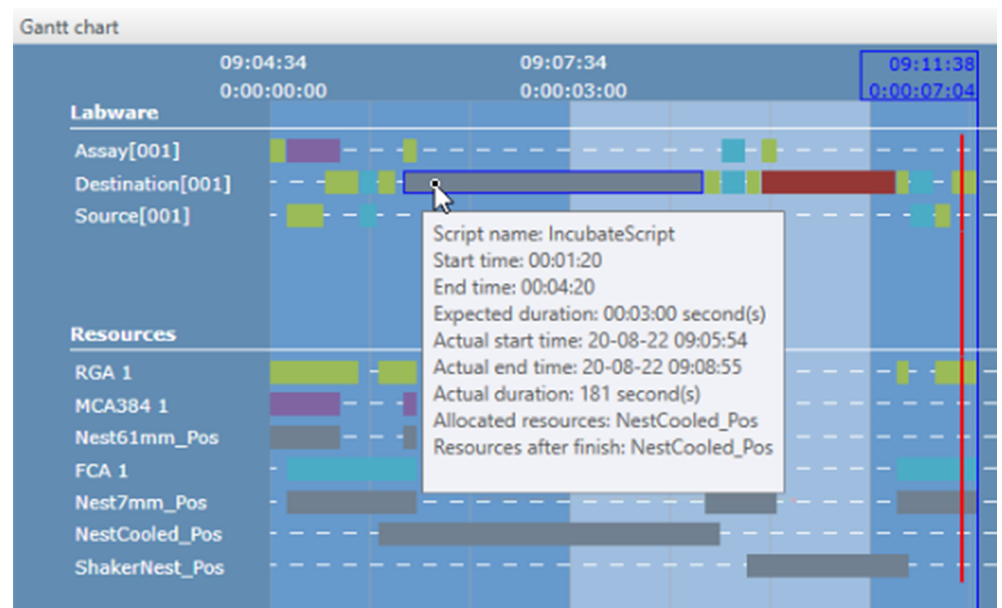 Gantt chart
09:04:34 09:07:34 09:11:38
0:00:00:00 0:00:03:00 0:00:07:04
Labware
Assay[001]
Destination[001]
Source[001]
Script name: IncubateScript
Start time: 00:01:20
End time: 00:04:20
Expected duration: 00:03:00 second(s)
Actual start time: 20-08-22 09:05:54
Actual end time: 20-08-22 09:08:55
Actual duration: 181 second(s)
Allocated resources: NestCooled_Pos
Resources after finish: NestCooled_Pos
Resources
RGA 1
MCA384 1
Nest61mm_Pos
FCA 1
Nest7mm_Pos
NestCooled_Pos
ShakerNest_Pos